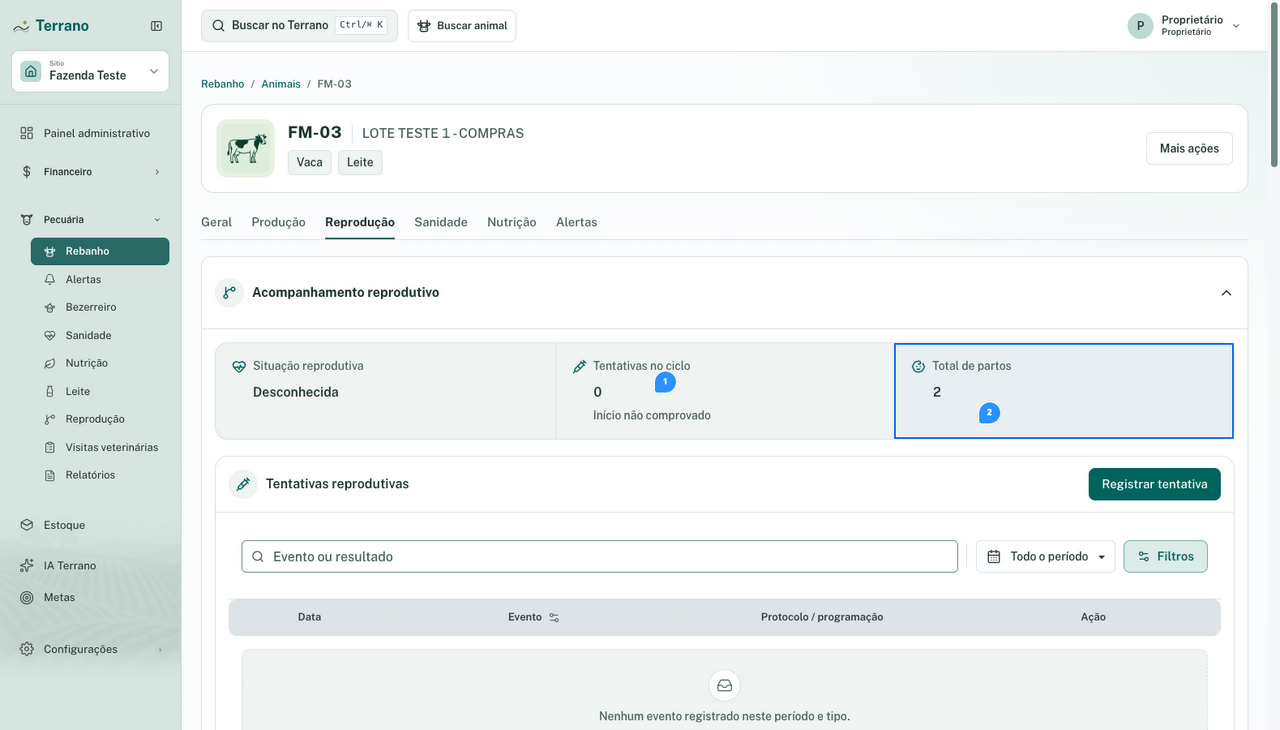 Terrano
Buscar no Terrano Ctrl/⌘ K
Buscar animal
P
Proprietário
Proprietário
Sítio
Fazenda Teste
Painel administrativo
Financeiro
Pecuária
Rebanho
Alertas
Bezerreiro
Sanidade
Nutrição
Leite
Reprodução
Visitas veterinárias
Relatórios
Estoque
IA Terrano
Metas
Configurações
Rebanho / Animais / FM-03
FM-03 LOTE TESTE 1 - COMPRAS
Vaca Leite
Mais ações
Geral Produção Reprodução Sanidade Nutrição Alertas
Acompanhamento reprodutivo
Situação reprodutiva
Desconhecida
Tentativas no ciclo
1
0
Início não comprovado
Total de partos
2
2
Tentativas reprodutivas
Registrar tentativa
Evento ou resultado
Todo o período
Filtros
Data Evento Protocolo / programação Ação
Nenhum evento registrado neste período e tipo.